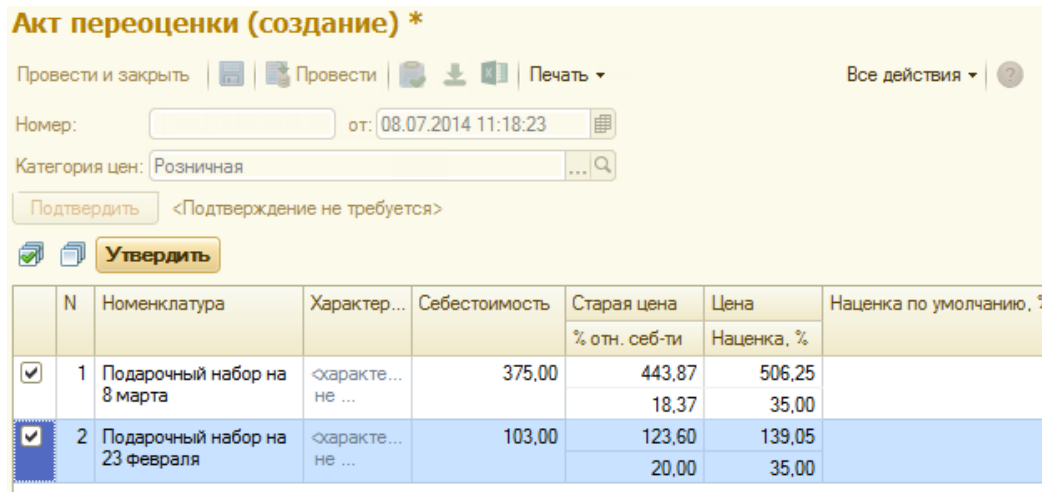 Акт переоценки (создание) *
Провести и закрыть Провести Печать Все действия ?
Номер: от: 08.07.2014 11:18:23
Категория цен: Розничная ...
Подтвердить <Подтверждение не требуется>
Утвердить
N Номенклатура Характер... Себестоимость Старая цена Цена Наценка по умолчанию, %
% отн. себ-ти Наценка, %
1 Подарочный набор на <характе... 375,00 443,87 506,25
8 марта не ... 18,37 35,00
2 Подарочный набор на <характе... 103,00 123,60 139,05
23 февраля не ... 20,00 35,00